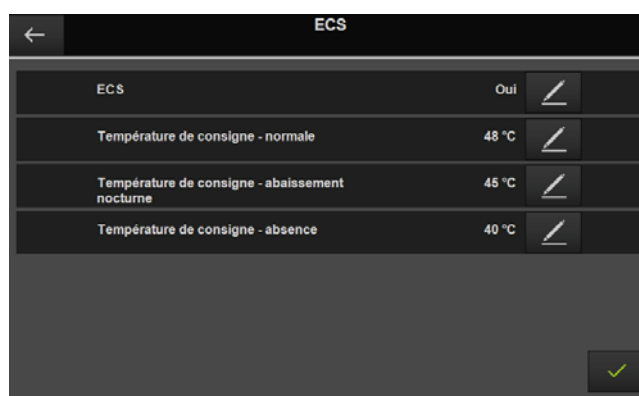 ECS
ECS Oui
Température de consigne - normale 48 °C
Température de consigne - abaissement
nocturne 45 °C
Température de consigne - absence 40 °C